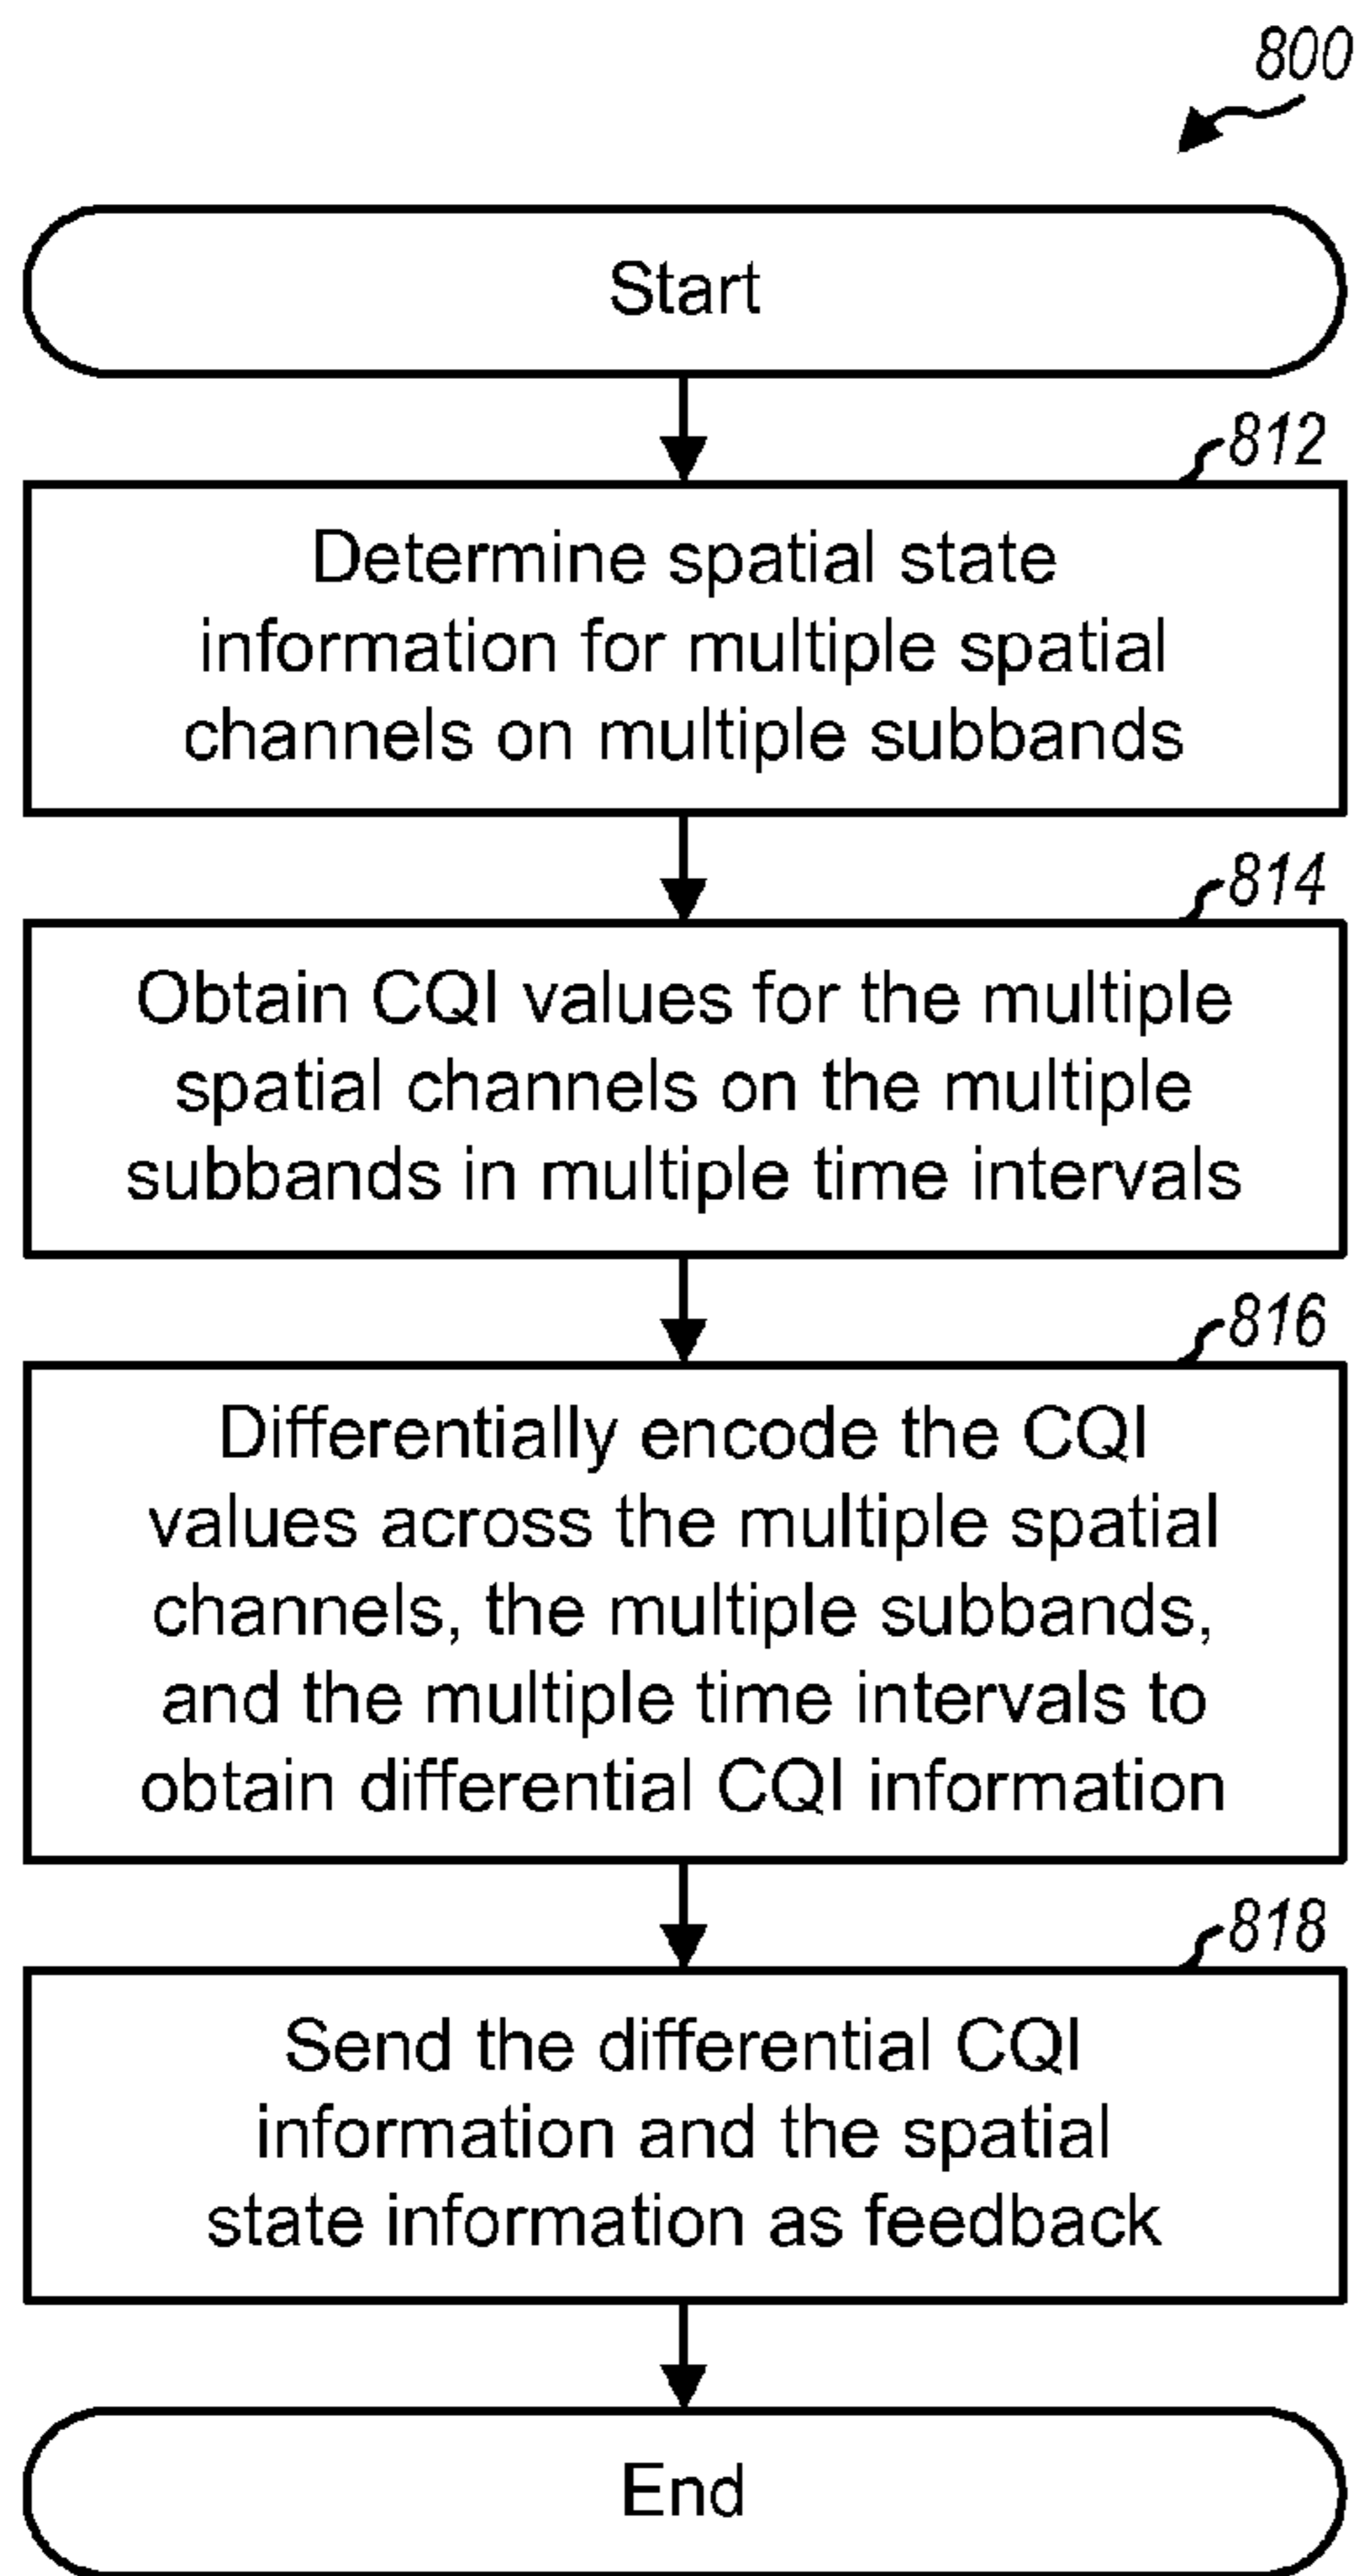 800
Start
812
Determine spatial state
information for multiple spatial
channels on multiple subbands
814
Obtain CQI values for the multiple
spatial channels on the multiple
subbands in multiple time intervals
816
Differentially encode the CQI
values across the multiple spatial
channels, the multiple subbands,
and the multiple time intervals to
obtain differential CQI information
818
Send the differential CQI
information and the spatial
state information as feedback
End